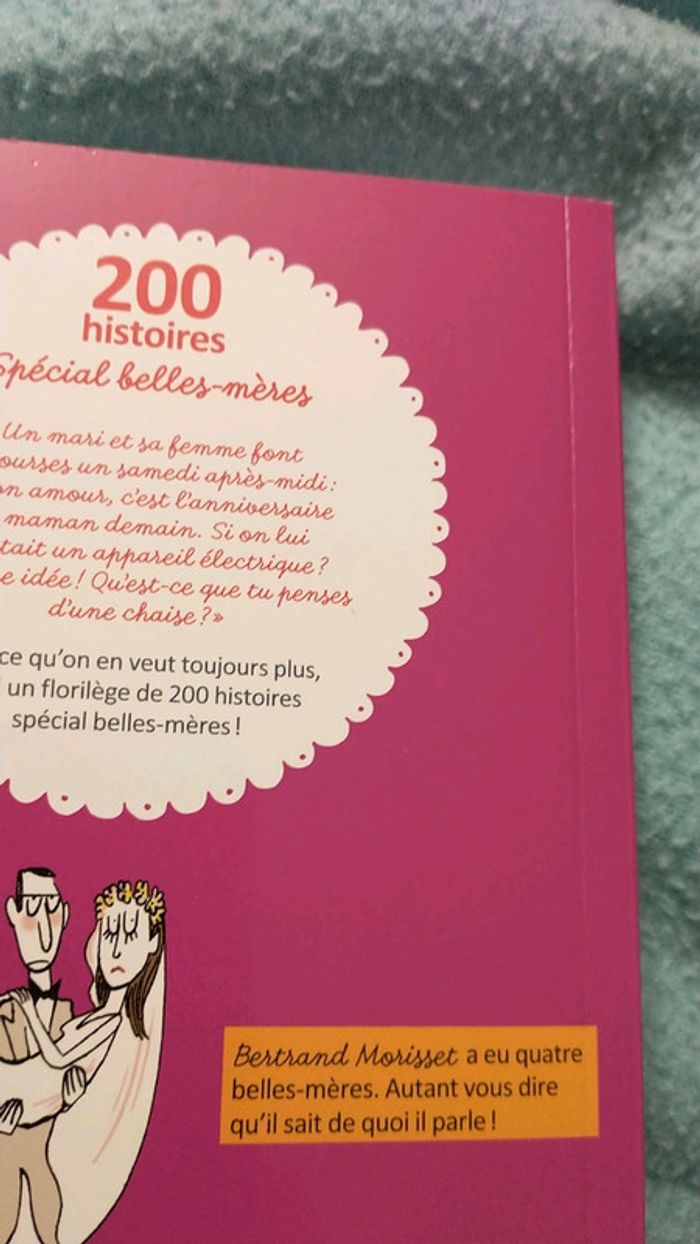 200
histoires
Spécial belles-mères
Un mari et sa femme font
un samedi après-midi :
amour, c'est l'anniversaire
maman demain. Si on lui
un appareil électrique ?
idée ! Qu'est-ce que tu penses
d'une chaise ? »
ce qu'on en veut toujours plus,
un florilège de 200 histoires
spécial belles-mères !
Bertrand Morisset a eu quatre
belles-mères. Autant vous dire
qu'il sait de quoi il parle !